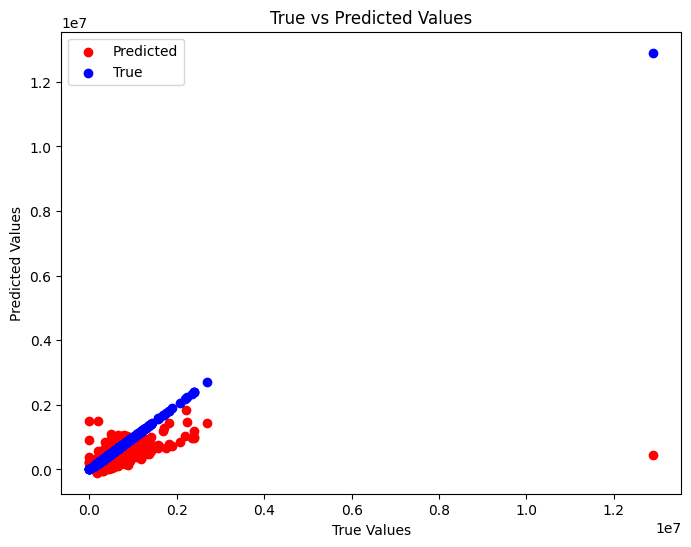 True vs Predicted Values
1e7
Predicted
True
1.2
1.0
0.8
0.6
0.4
0.2
0.0
Predicted Values
0.0 0.2 0.4 0.6 0.8 1.0 1.2
1e7
True Values